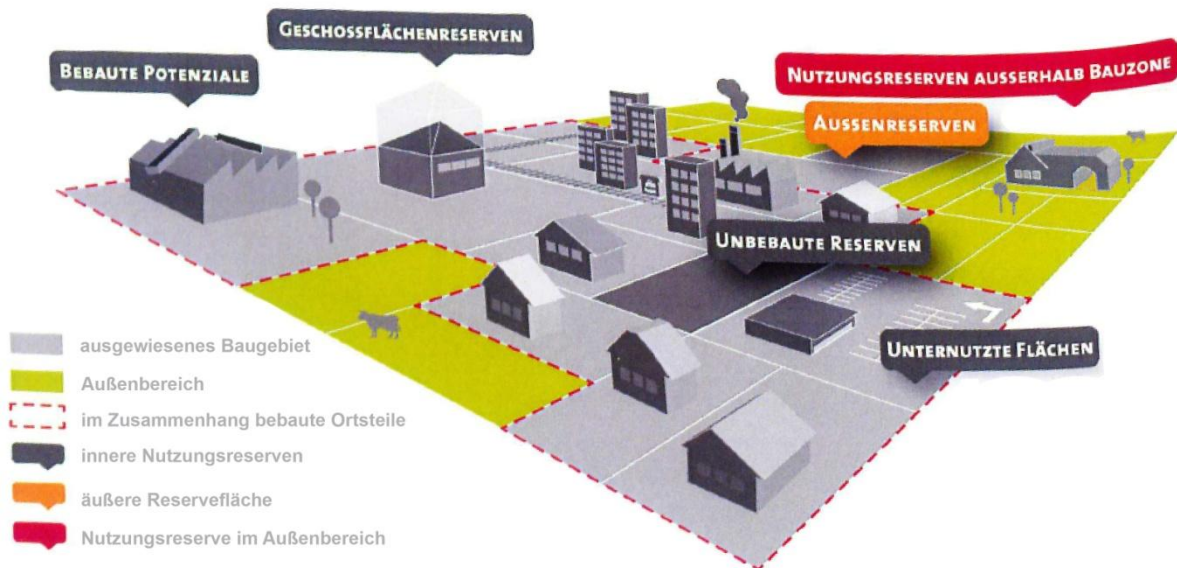 GESCHOSSFLÄCHENRESERVEN
BEBAUTE POTENZIALE
NUTZUNGSRESERVEN AUSSERHALB BAUZONE
AUSSENRESERVEN
UNBEBAUTE RESERVEN
UNTERNUTZTE FLÄCHEN
ausgewiesenes Baugebiet
Außenbereich
im Zusammenhang bebaute Ortsteile
innere Nutzungsreserven
äußere Reservefläche
Nutzungsreserve im Außenbereich